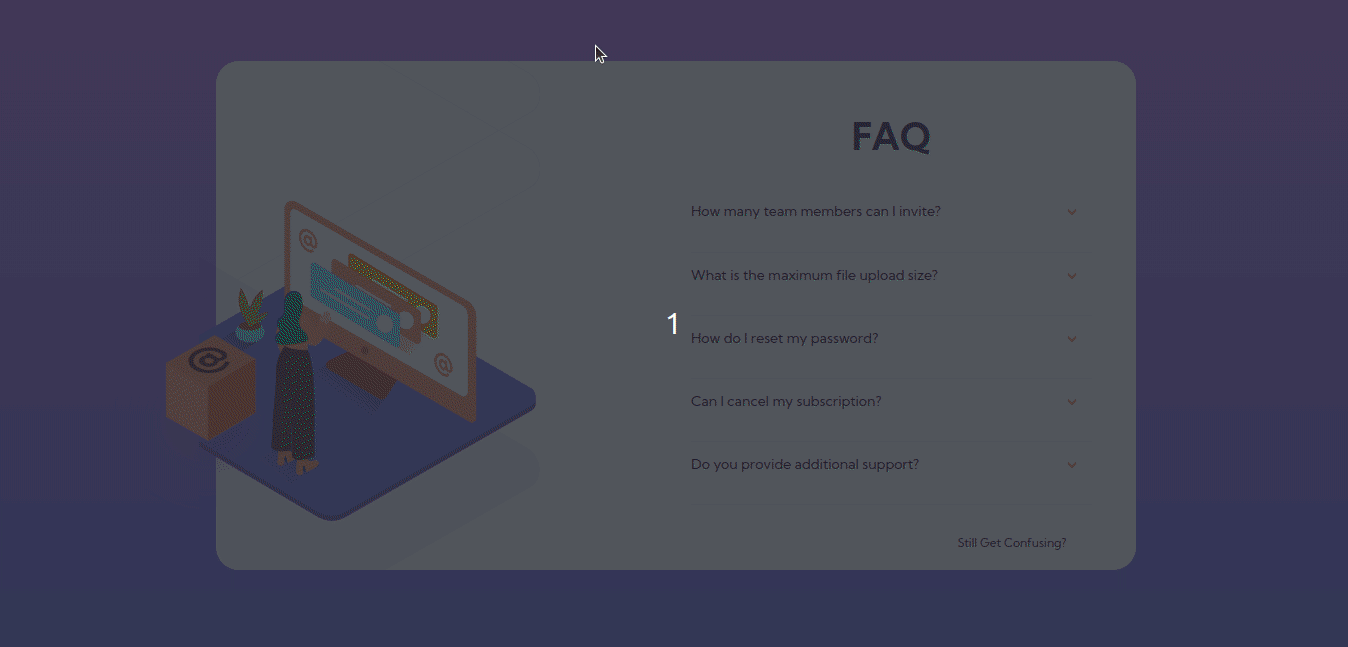 FAQ
How many team members can I invite?
What is the maximum file upload size?
1
How do I reset my password?
Can I cancel my subscription?
Do you provide additional support?
Still Get Confusing?
@
@
@